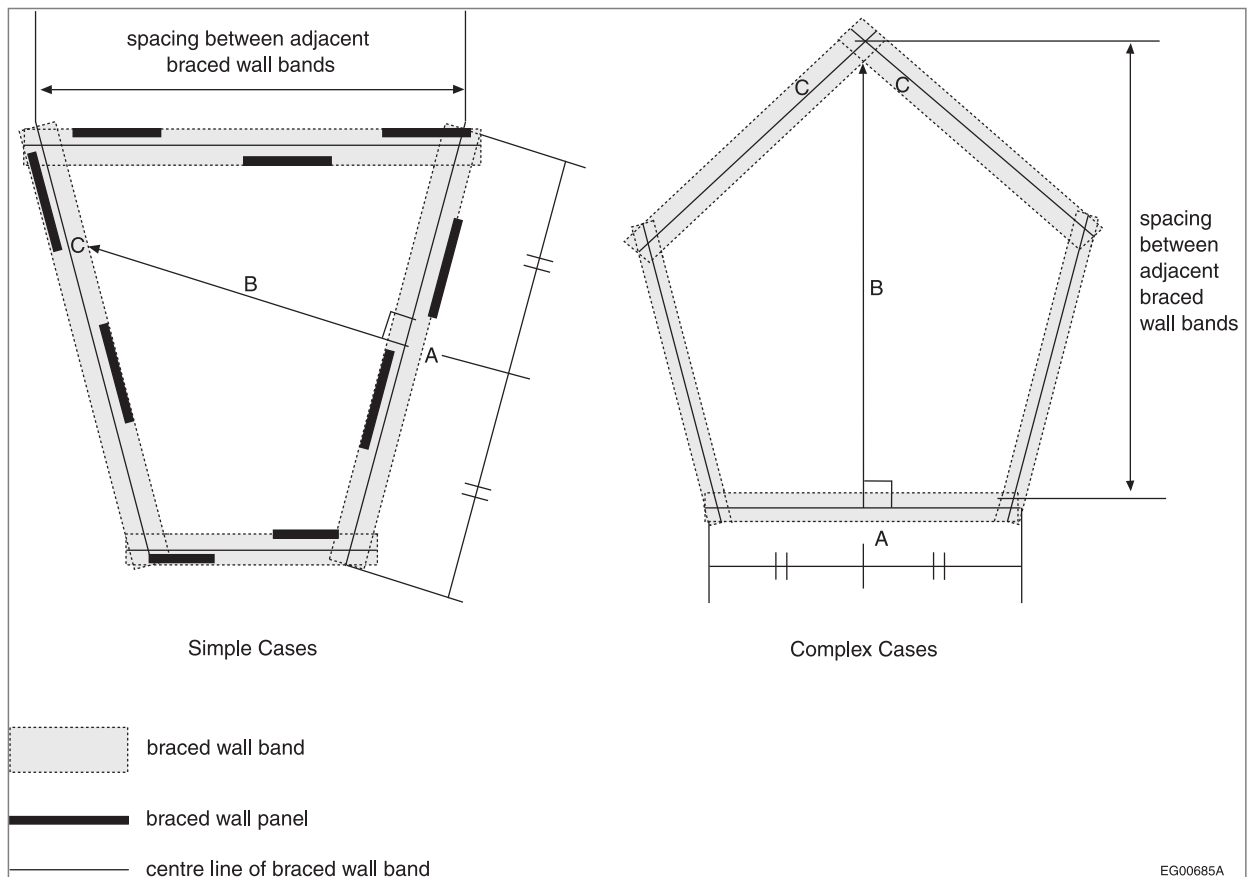 spacing between adjacent
braced wall bands
C
B
A
Simple Cases
C
C
B
A
spacing
between
adjacent
braced
wall bands
Complex Cases
braced wall band
braced wall panel
centre line of braced wall band
EG00685A